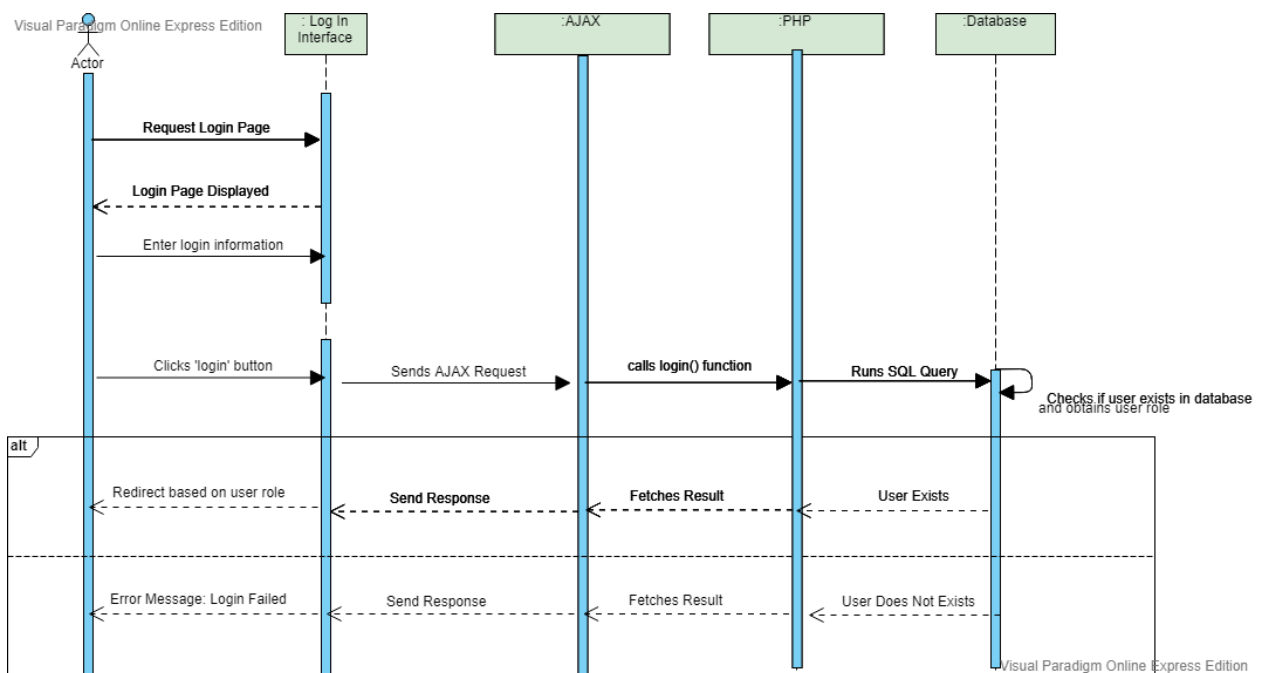 Visual Paradigm Online Express Edition
: Log In
Interface
:AJAX
:PHP
:Database
Actor
Request Login Page
Login Page Displayed
Enter login information
Clicks 'login' button
Sends AJAX Request
calls login() function
Runs SQL Query
Checks if user exists in database
and obtains user role
alt
Redirect based on user role
Send Response
Fetches Result
User Exists
Error Message: Login Failed
Send Response
Fetches Result
User Does Not Exists
Visual Paradigm Online Express Edition